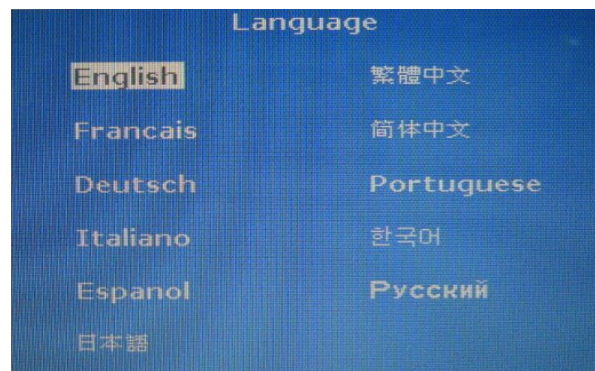 Language
English
繁體中文
Francais
简体中文
Deutsch
Portuguese
Italiano
한국어
Espanol
Русский
日本語